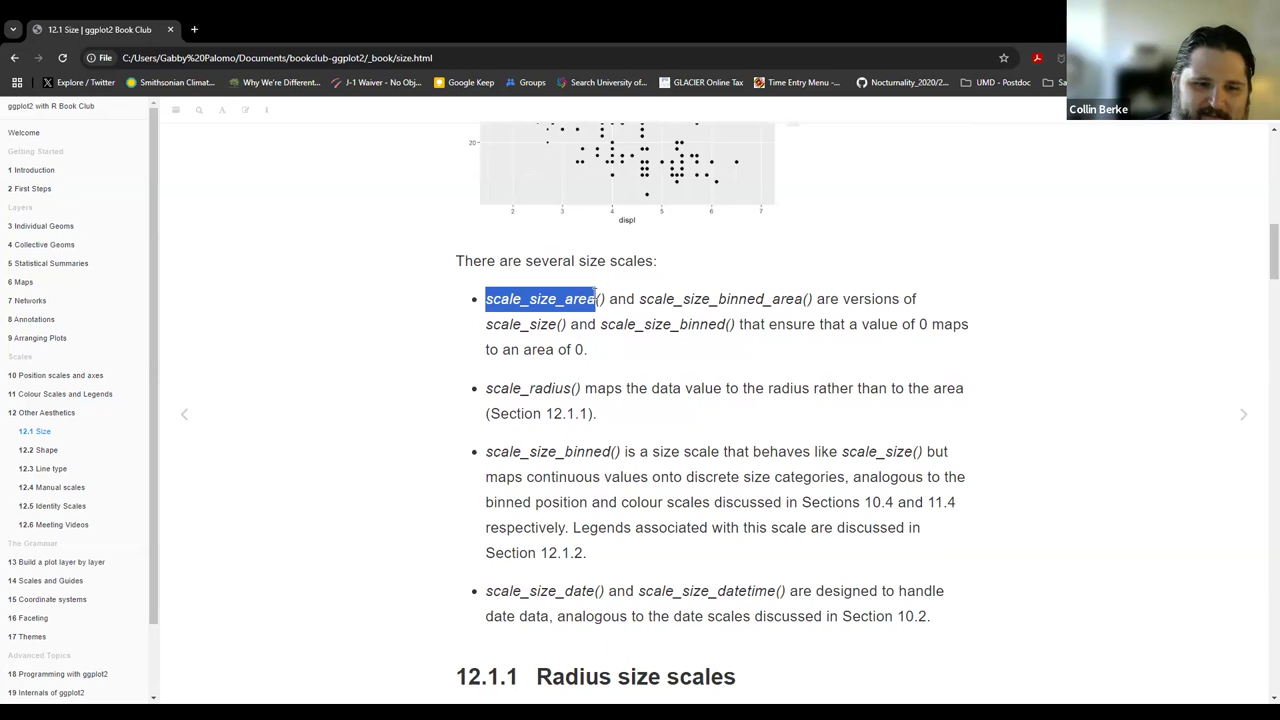 12.1 Size | ggplot2 Book Club
File
C:/Users/Gabby%20Palomo/Documents/bookclub-ggplot2/_book/size.html
Explore / Twitter
Smithsonian Climat...
Why We're Different...
J-1 Waiver - No Obj...
Google Keep
Groups
Search University of...
GLACIER Online Tax
Time Entry Menu -...
Nocturnality_2020/2...
UMD - Postdoc
Collin Berke
ggplot2 with R Book Club
Welcome
Getting Started
1 Introduction
2 First Steps
Layers
3 Individual Geoms
4 Collective Geoms
5 Statistical Summaries
6 Maps
7 Networks
8 Annotations
9 Arranging Plots
Scales
10 Position scales and axes
11 Colour Scales and Legends
12 Other Aesthetics
12.1 Size
12.2 Shape
12.3 Line type
12.4 Manual scales
12.5 Identity Scales
12.6 Meeting Videos
The Grammar
13 Build a plot layer by layer
14 Scales and Guides
15 Coordinate systems
16 Faceting
17 Themes
Advanced Topics
18 Programming with ggplot2
19 Internals of ggplot2
20
2 3 4 5 6 7
displ
There are several size scales:
• scale_size_area() and scale_size_binned_area() are versions of
scale_size() and scale_size_binned() that ensure that a value of 0 maps
to an area of 0.
• scale_radius() maps the data value to the radius rather than to the area
(Section 12.1.1).
• scale_size_binned() is a size scale that behaves like scale_size() but
maps continuous values onto discrete size categories, analogous to the
binned position and colour scales discussed in Sections 10.4 and 11.4
respectively. Legends associated with this scale are discussed in
Section 12.1.2.
• scale_size_date() and scale_size_datetime() are designed to handle
date data, analogous to the date scales discussed in Section 10.2.
12.1.1 Radius size scales